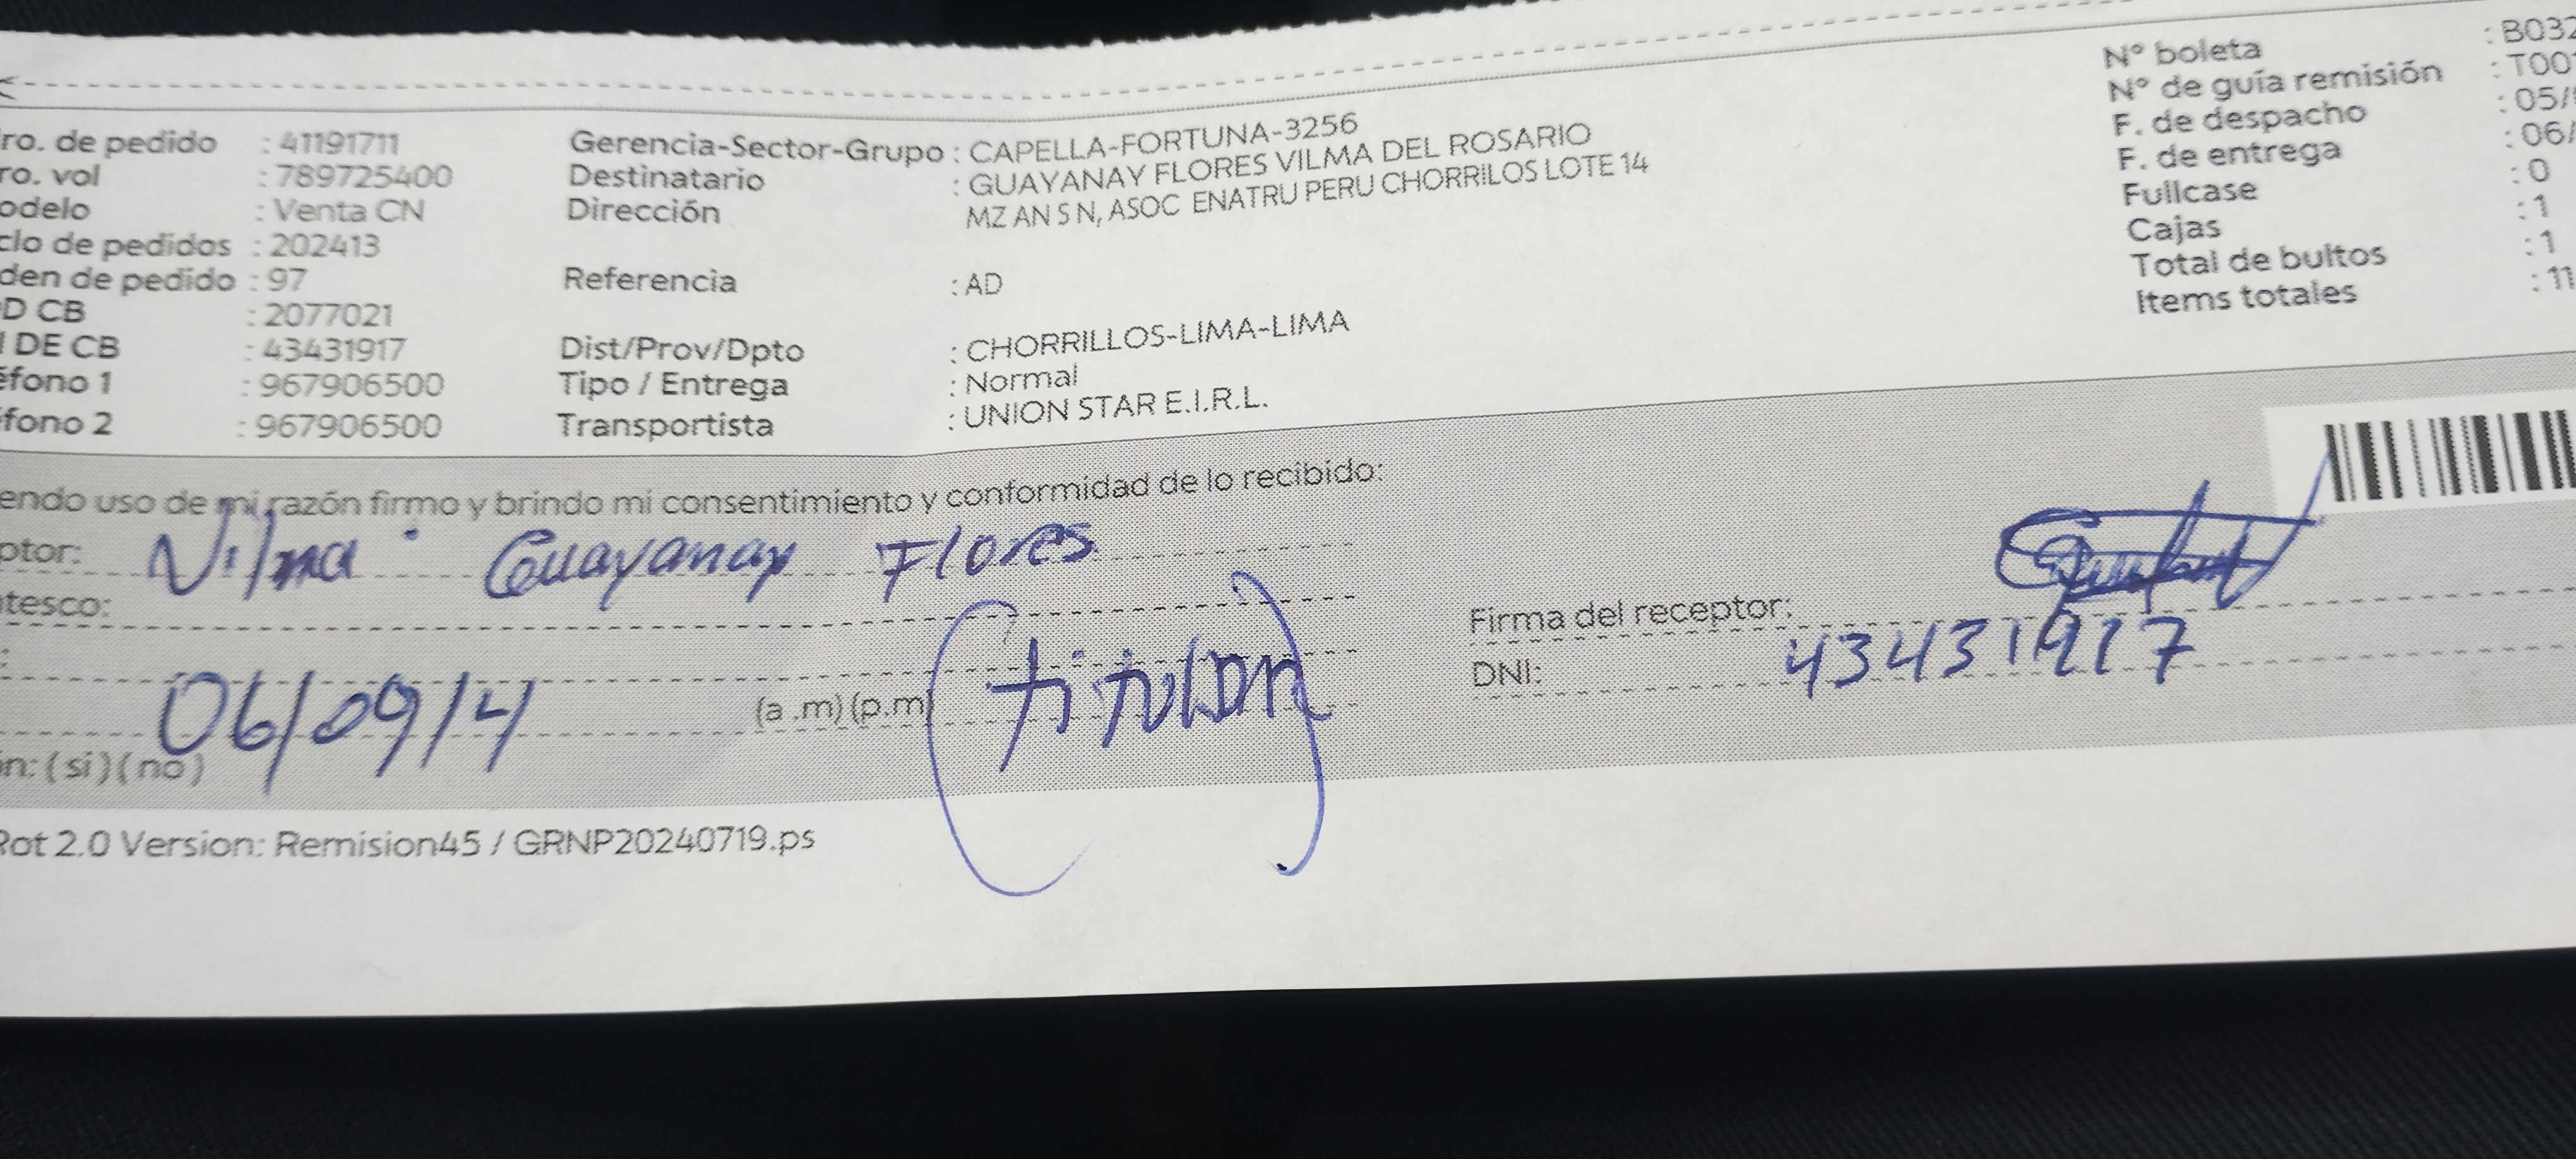 ro. de pedido : 41191711 Gerencia-Sector-Grupo : CAPELLA-FORTUNA-3256 N° boleta : B032
ro. vol : 789725400 Destinatario : GUAYANAY FLORES VILMA DEL ROSARIO N° de guía remisión : T00
odelo : Venta CN Dirección MZ AN S N, ASOC ENATRU PERU CHORRILOS LOTE 14 F. de despacho : 05/
clo de pedidos : 202413 F. de entrega : 06/
den de pedido : 97 Referencia : AD Fullcase : 0
D CB : 2077021 Cajas : 1
DE CB : 43431917 Dist/Prov/Dpto : CHORRILLOS-LIMA-LIMA Total de bultos : 1
éfono 1 : 967906500 Tipo / Entrega : Normal Items totales : 11
fono 2 : 967906500 Transportista : UNION STAR E.I.R.L.
endo uso de mi razón firmo y brindo mi consentimiento y conformidad de lo recibido:
ptor: Vilma Guayanay Flores
tesco: Firma del receptor:
: DNI: 43431917
06/09/4 (a .m) (p.m) (titular)
ón: ( si ) ( no )
Rot 2.0 Version: Remision45 / GRNP20240719.ps